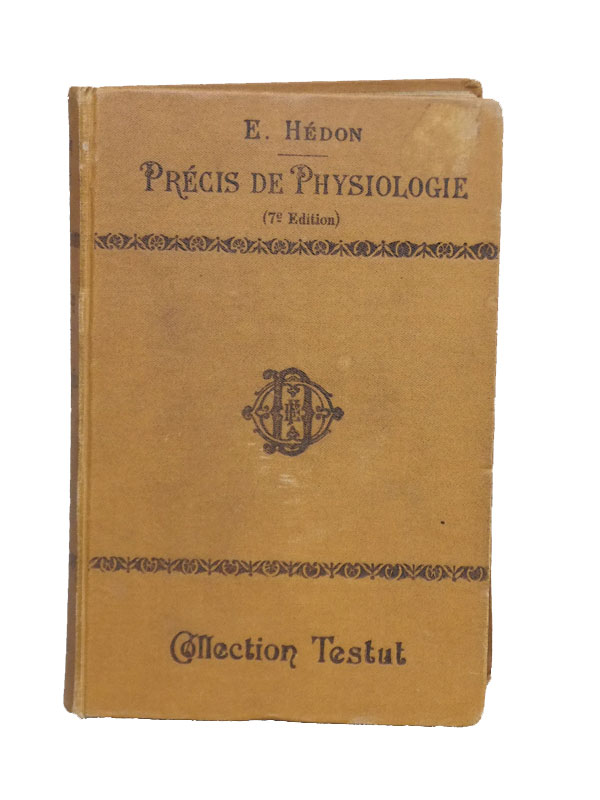 E. HÉDON
PRÉCIS DE PHYSIOLOGIE
(7e Edition)
Collection Testut